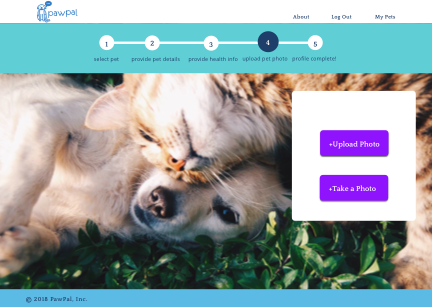 pawpal
About Log Out My Pets
1 2 3 4 5
select pet provide pet details provide health info upload pet photo profile complete!
+Upload Photo
+Take a Photo
© 2018 PawPal, Inc.